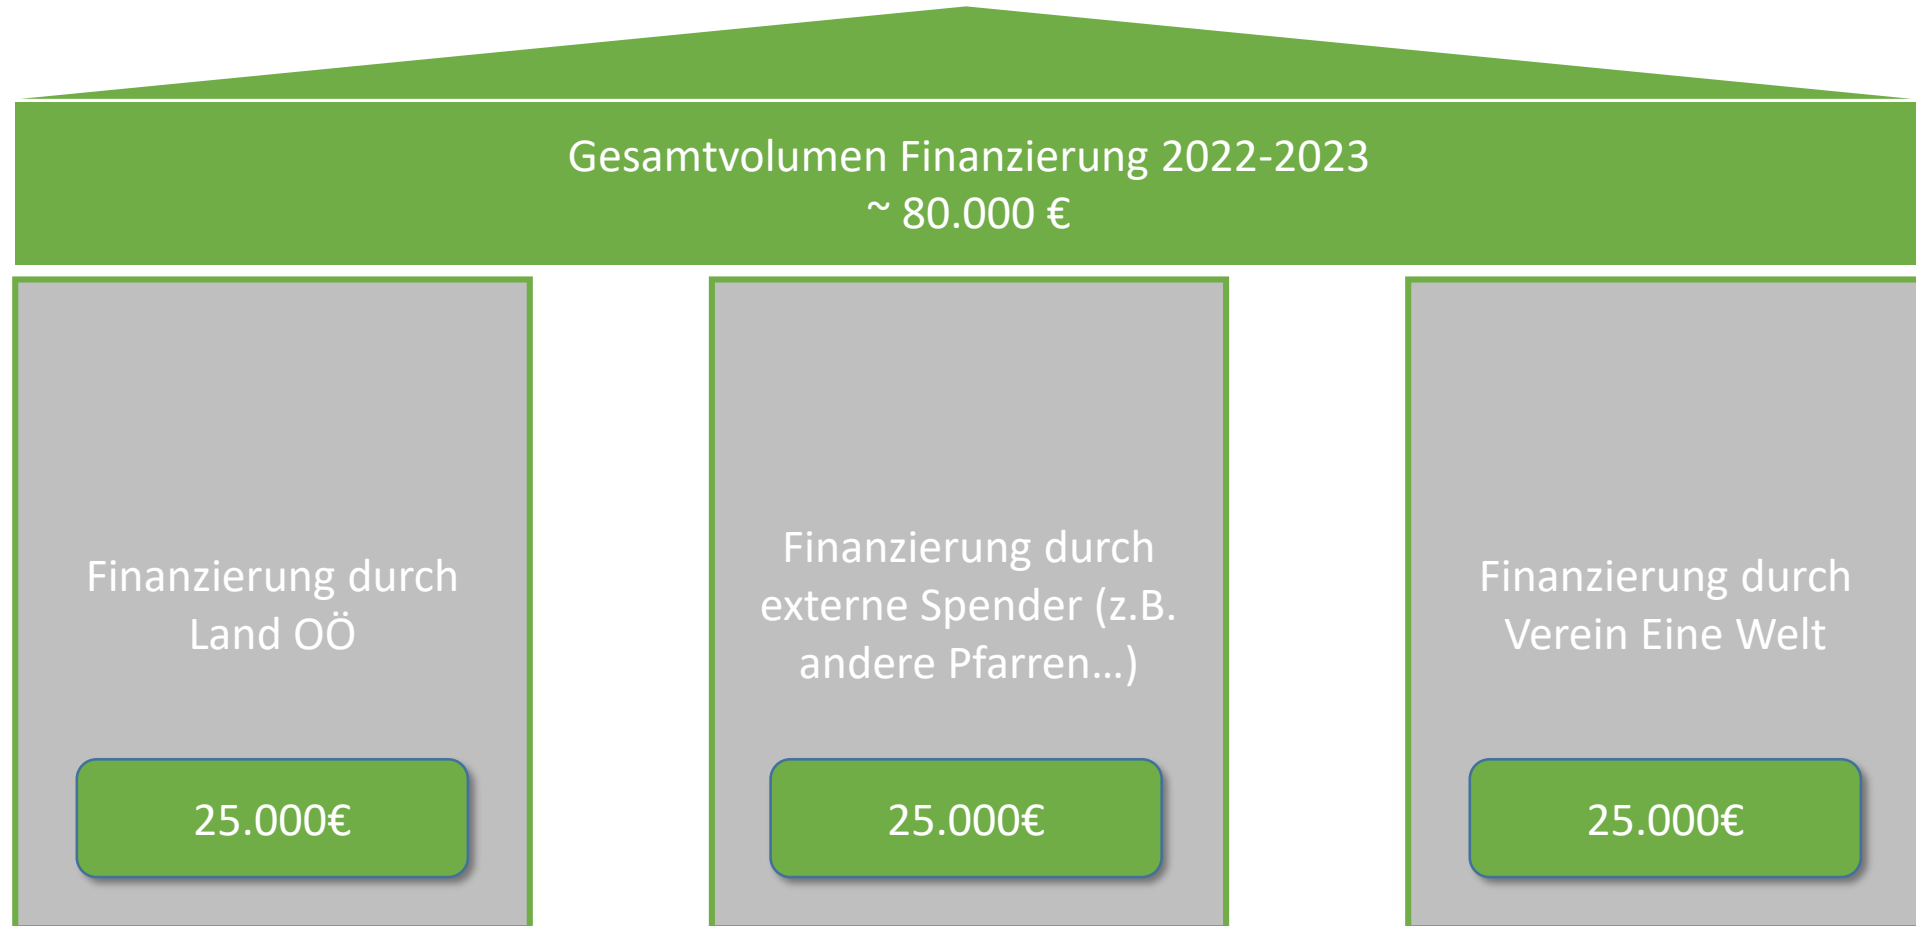 Gesamtvolumen Finanzierung 2022-2023
~ 80.000 €
Finanzierung durch
Land OÖ
25.000€
Finanzierung durch
externe Spender (z.B.
andere Pfarren...)
25.000€
Finanzierung durch
Verein Eine Welt
25.000€